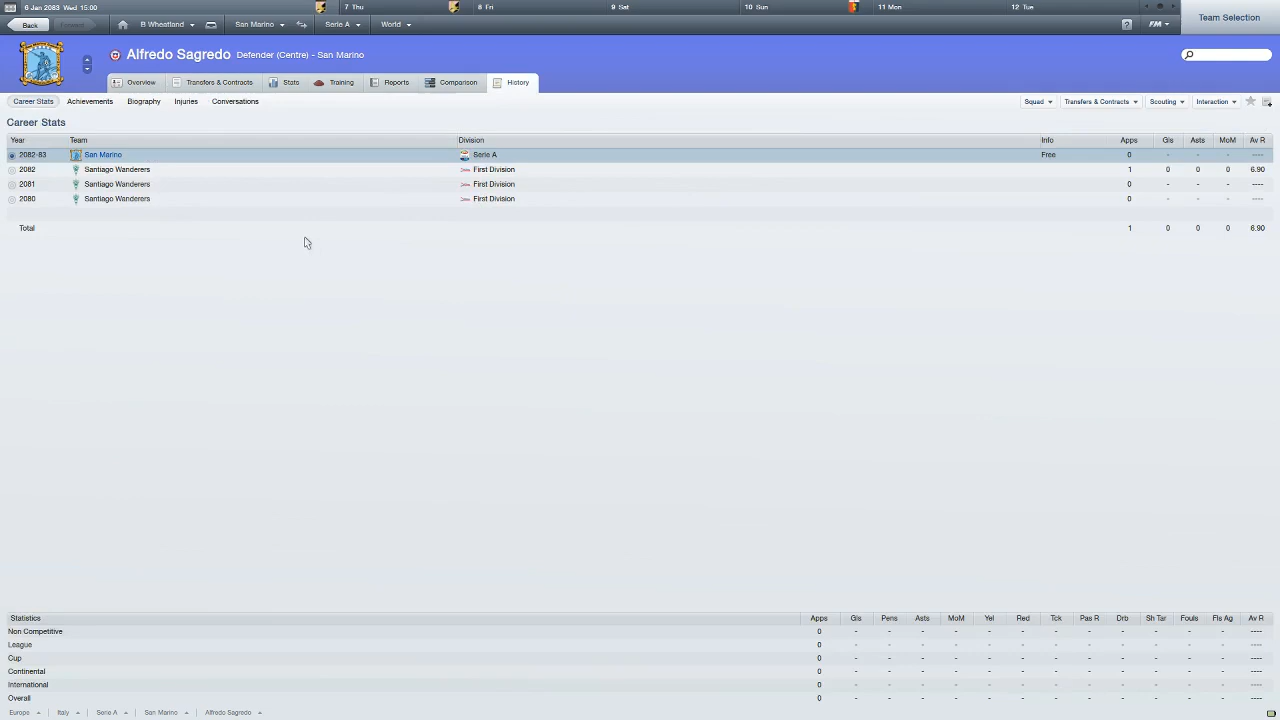 6 Jan 2083 Wed 15:00 7 Thu 8 Fri 9 Sat 10 Sun 11 Mon 12 Tue
Back Forward B Wheatland San Marino Serie A World ? FM Team Selection
Alfredo Sagredo Defender (Centre) - San Marino
Overview Transfers & Contracts Stats Training Reports Comparison History
Career Stats Achievements Biography Injuries Conversations Squad Transfers & Contracts Scouting Interaction
Career Stats
Year Team Division Info Apps Gls Asts MoM Av R
2082-83 San Marino Serie A Free 0 - - - ----
2082 Santiago Wanderers First Division 1 0 0 0 6.90
2081 Santiago Wanderers First Division 0 - - - ----
2080 Santiago Wanderers First Division 0 - - - ----
Total 1 0 0 0 6.90
Statistics Apps Gls Pens Asts MoM Yel Red Tck Pas R Drb Sh Tar Fouls Fls Ag Av R
Non Competitive 0 - - - - - - - - - - - - ----
League 0 - - - - - - - - - - - - ----
Cup 0 - - - - - - - - - - - - ----
Continental 0 - - - - - - - - - - - - ----
International 0 - - - - - - - - - - - - ----
Overall 0 - - - - - - - - - - - - ----
Europe Italy Serie A San Marino Alfredo Sagredo